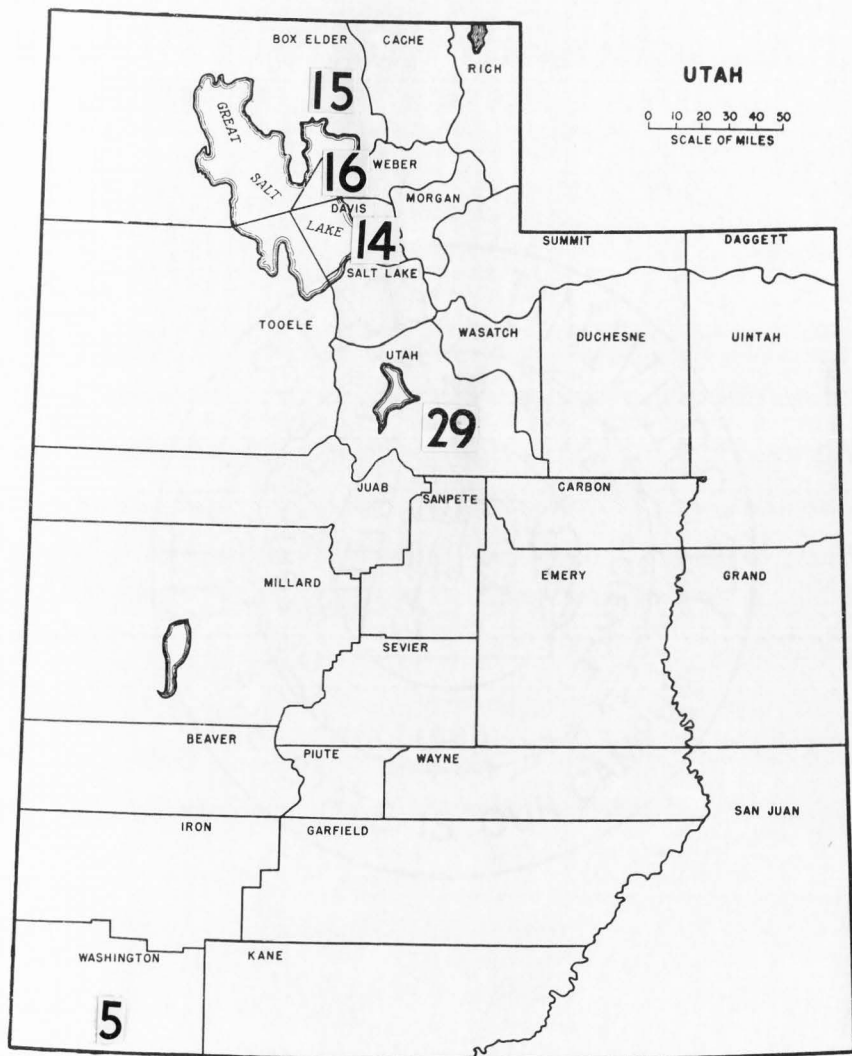 BOX ELDER
CACHE
RICH
UTAH
0 10 20 30 40 50
SCALE OF MILES
15
GREAT
SALT
LAKE
16
WEBER
MORGAN
DAVIS
14
SALT LAKE
SUMMIT
DAGGETT
TOOELE
WASATCH
DUCHESNE
UINTAH
UTAH
29
JUAB
SANPETE
CARBON
MILLARD
EMERY
GRAND
SEVIER
BEAVER
PIUTE
WAYNE
IRON
GARFIELD
SAN JUAN
WASHINGTON
KANE
5